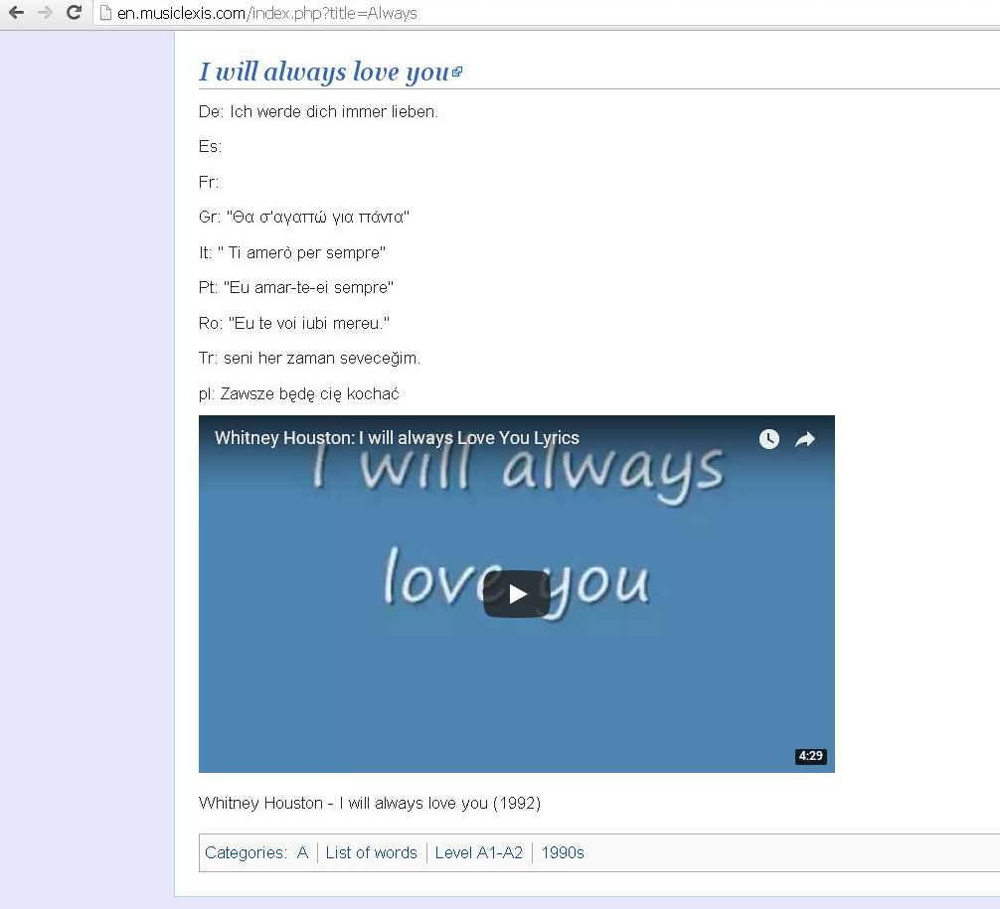 en.musiclexis.com/index.php?title=Always
I will always love you
De: Ich werde dich immer lieben.
Es:
Fr:
Gr: "Θα σ'αγαπώ για πάντα"
It: " Ti amerò per sempre"
Pt: "Eu amar-te-ei sempre"
Ro: "Eu te voi iubi mereu."
Tr: seni her zaman seveceğim.
pl: Zawsze będę cię kochać
Whitney Houston: I will always Love You Lyrics
I will always
love you
4:29
Whitney Houston - I will always love you (1992)
Categories: A | List of words | Level A1-A2 | 1990s